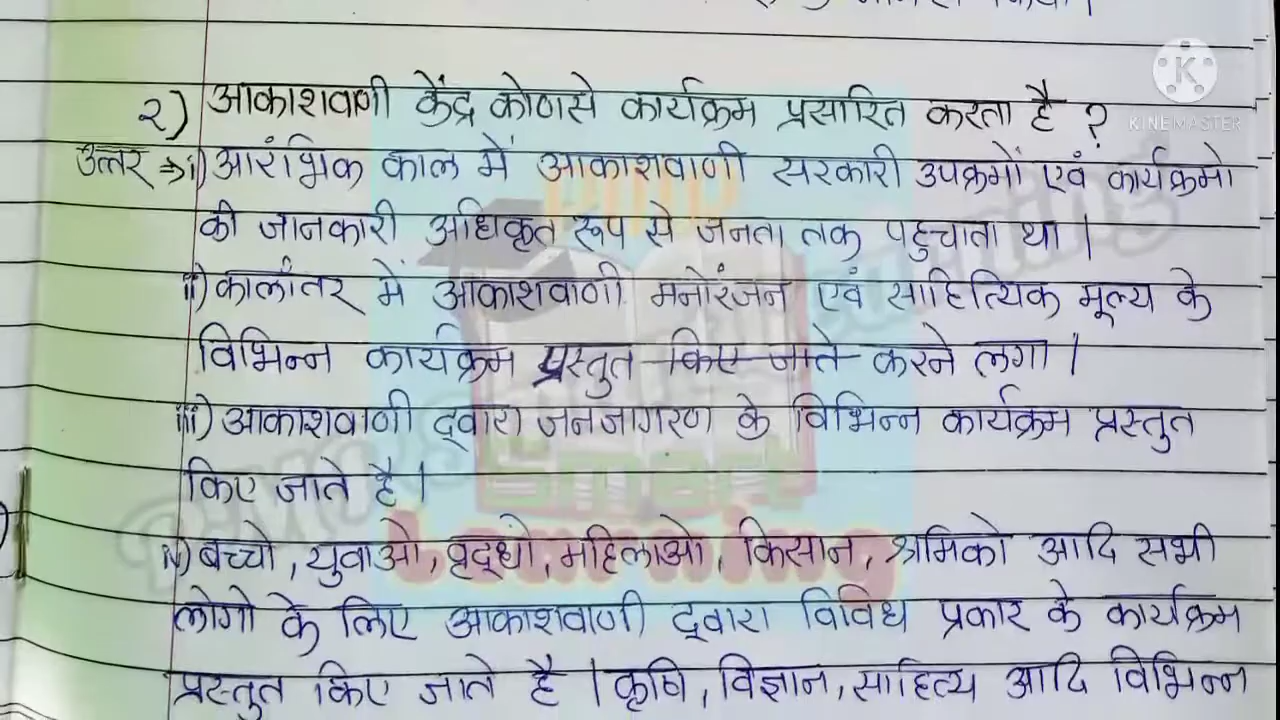 २) आकाशवाणी केंद्र कोणसे कार्यक्रम प्रसारित करता है ?
KINEMASTER
उत्तर ⇒ i) आरंभिक काल में आकाशवाणी सरकारी उपक्रमों एवं कार्यक्रमो
की जानकारी अधिकृत रूप से जनता तक पहुचाता था |
ii) कालांतर में आकाशवाणी मनोरंजन एवं साहित्यिक मूल्य के
विभिन्न कार्यक्रम प्रस्तुत किए जाते करने लगा |
iii) आकाशवाणी द्वारा जनजागरण के विभिन्न कार्यक्रम प्रस्तुत
किए जाते है |
iv) बच्चो, युवाओ, वृद्धो, महिलाओ, किसान, श्रमिको आदि सभी
लोगो के लिए आकाशवाणी द्वारा विविध प्रकार के कार्यक्रम
प्रस्तुत किए जाते है | कृषि, विज्ञान, साहित्य आदि विभिन्न
Smart
Learning